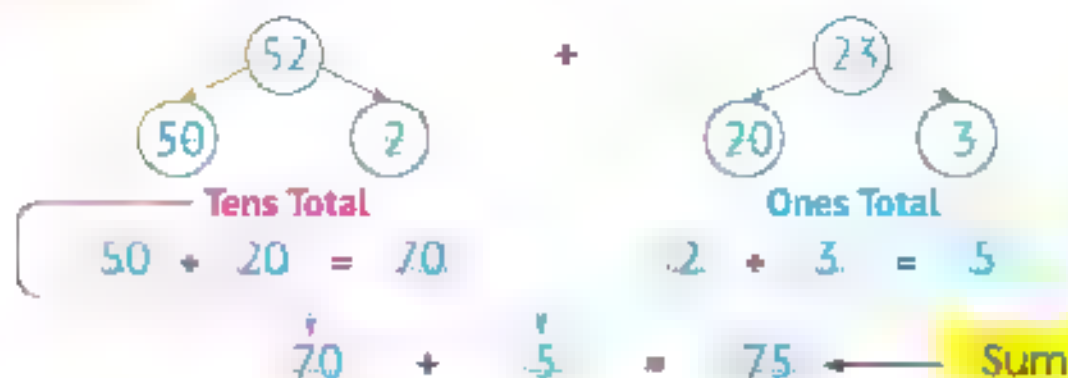 52 + 23
50 2 20 3
Tens Total Ones Total
50 + 20 = 70 2 + 3 = 5
70 + 5 = 75 Sum